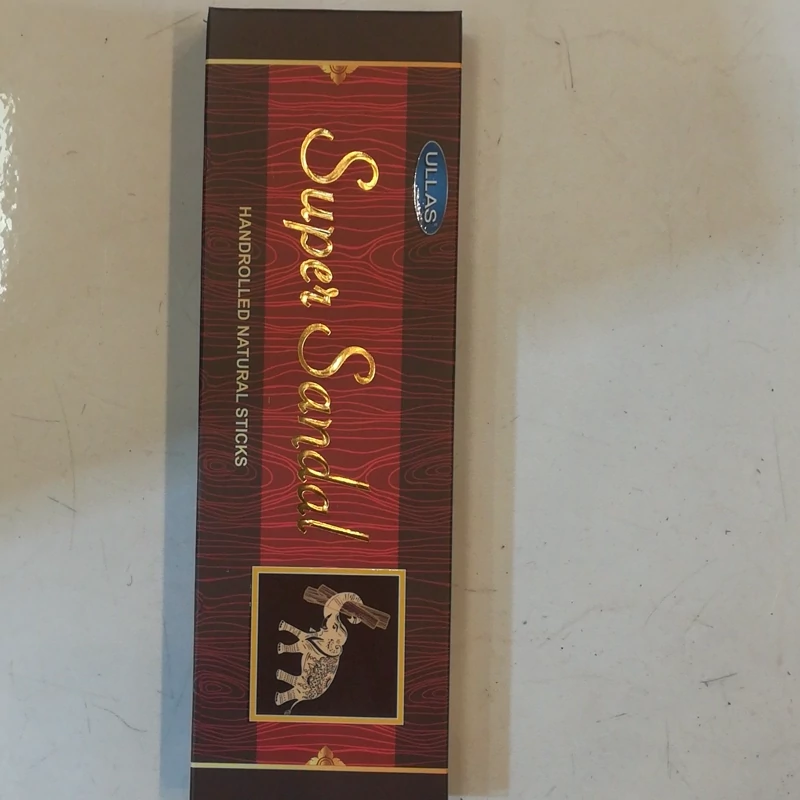 ULLAS
Super Sandal
HANDROLLED NATURAL STICKS